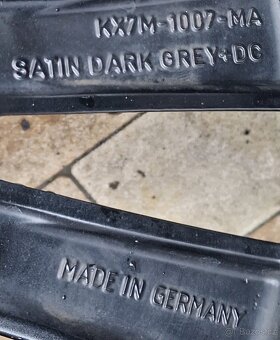 KX7M-1007-MA
SATIN DARK GREY+DC
MADE IN GERMANY